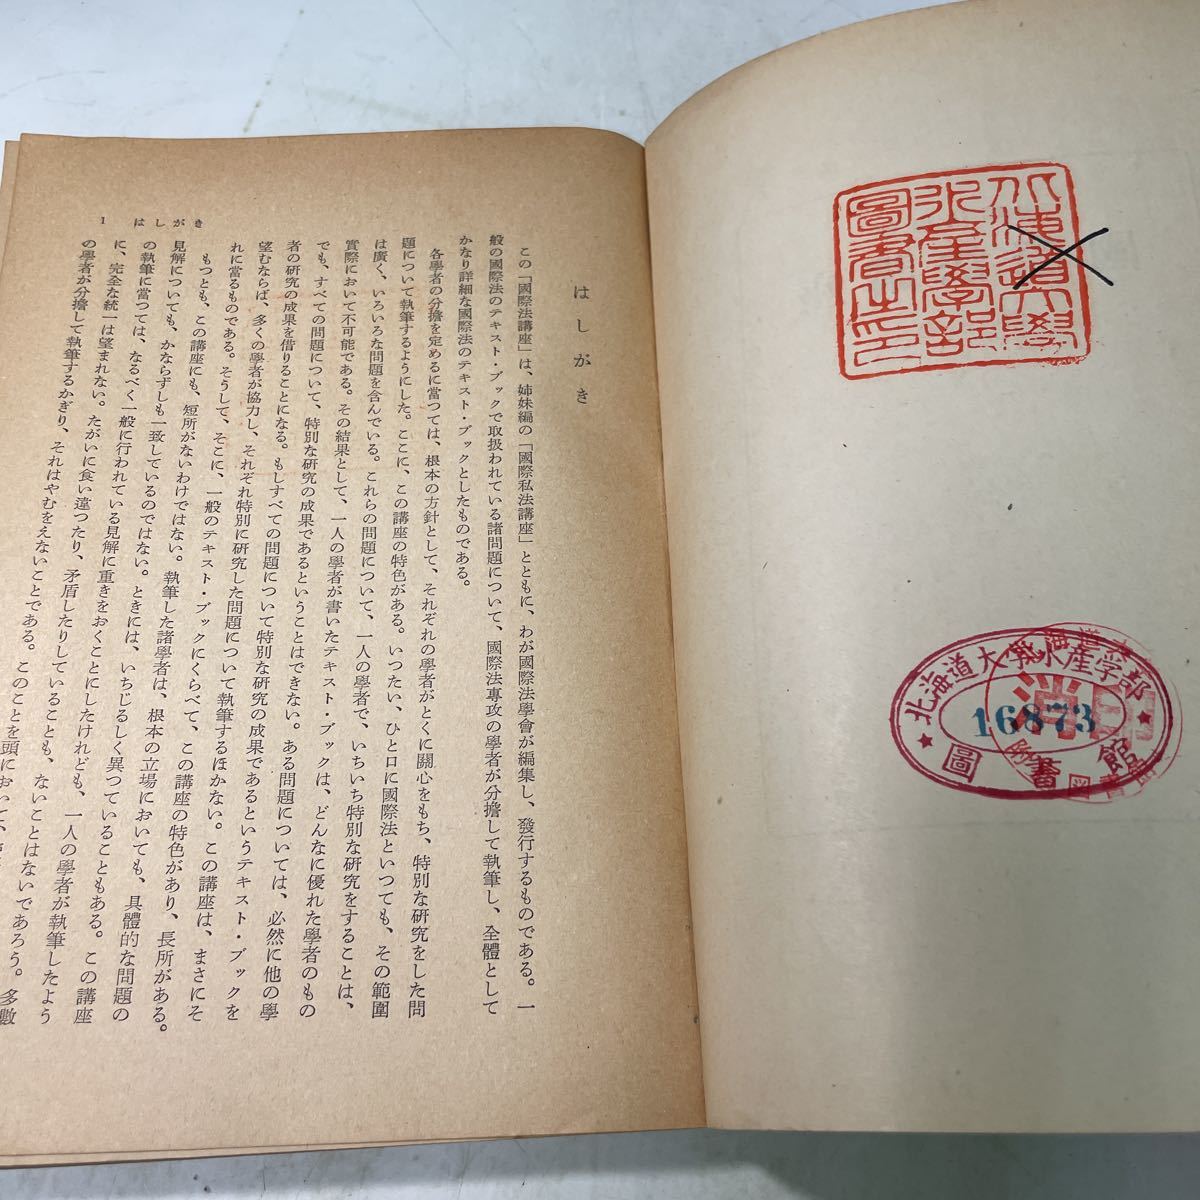 北海道大學
水産學部
圖書之印
北海道大学水産学部
16873
圖書館
はしがき
この「國際法講座」は、姉妹編の「國際私法講座」とともに、わが國際法學會が編集し、發行するものである。一
般の國際法のテキスト・ブックで取扱われている諸問題について、國際法專攻の學者が分擔して執筆し、全體として
かなり詳細な國際法のテキスト・ブックとしたものである。
各學者の分擔を定めるに當つては、根本の方針として、それぞれの學者がとくに關心をもち、特別な研究をした問
題について執筆するようにした。ここに、この講座の特色がある。いつたい、ひと口に國際法といつても、その範圍
は廣く、いろいろな問題を含んでいる。これらの問題について、一人の學者で、いちいち特別な研究をすることは、
實際において不可能である。その結果として、一人の學者が書いたテキスト・ブックは、どんなに優れた學者のもの
でも、すべての問題について、特別な研究の成果であるということはできない。ある問題については、必然に他の學
者の研究の成果を借りることになる。もしすべての問題について特別な研究の成果であるというテキスト・ブックを
望むならば、多くの學者が協力し、それぞれ特別に研究した問題について執筆するほかない。この講座は、まさにそ
れに當るものである。そうして、そこに、一般のテキスト・ブックにくらべて、この講座の特色があり、長所がある。
もつとも、この講座にも、短所がないわけではない。執筆した諸學者は、根本の立場においても、具體的な問題の
見解についても、かならずしも一致しているのではない。ときには、いちじるしく異つていることもある。この講座
の執筆に當つては、なるべく一般に行われている見解に重きをおくことにしたけれども、一人の學者が執筆したよう
に、完全な統一は望まれない。たがいに食い違つたり、矛盾したりしていることも、ないことはないであろう。多數
の學者が分擔して執筆するかぎり、それはやむをえないことである。このことを頭において、
1 はしがき